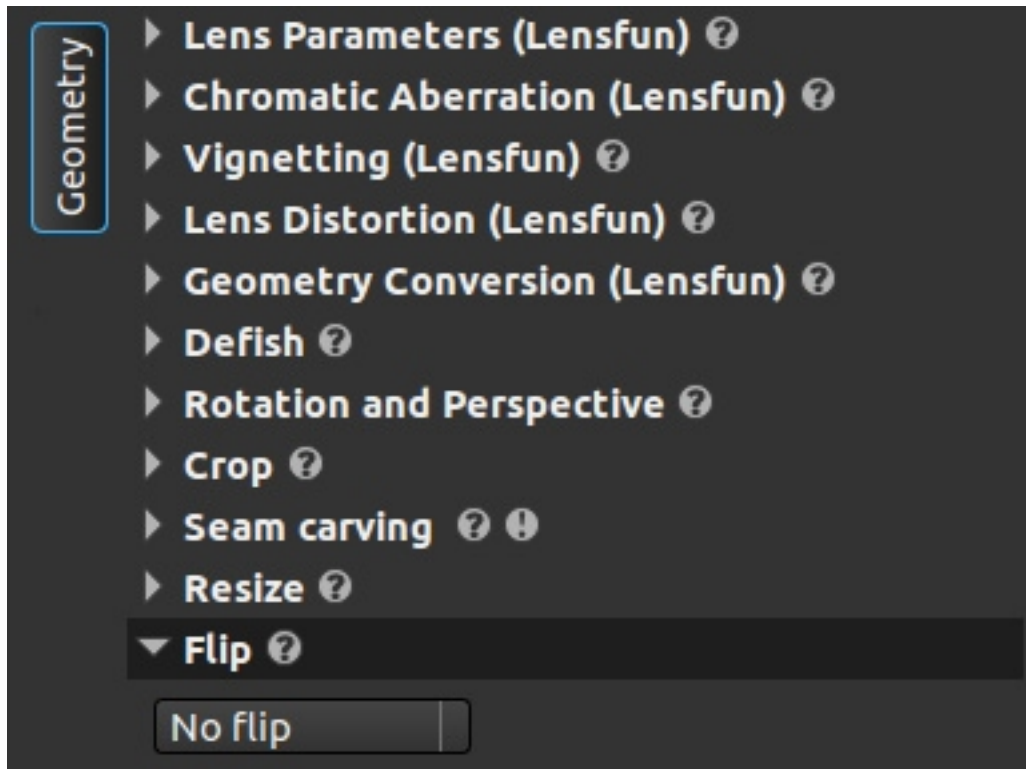 Geometry
Lens Parameters (Lensfun) ?
Chromatic Aberration (Lensfun) ?
Vignetting (Lensfun) ?
Lens Distortion (Lensfun) ?
Geometry Conversion (Lensfun) ?
Defish ?
Rotation and Perspective ?
Crop ?
Seam carving ? !
Resize ?
Flip ?
No flip